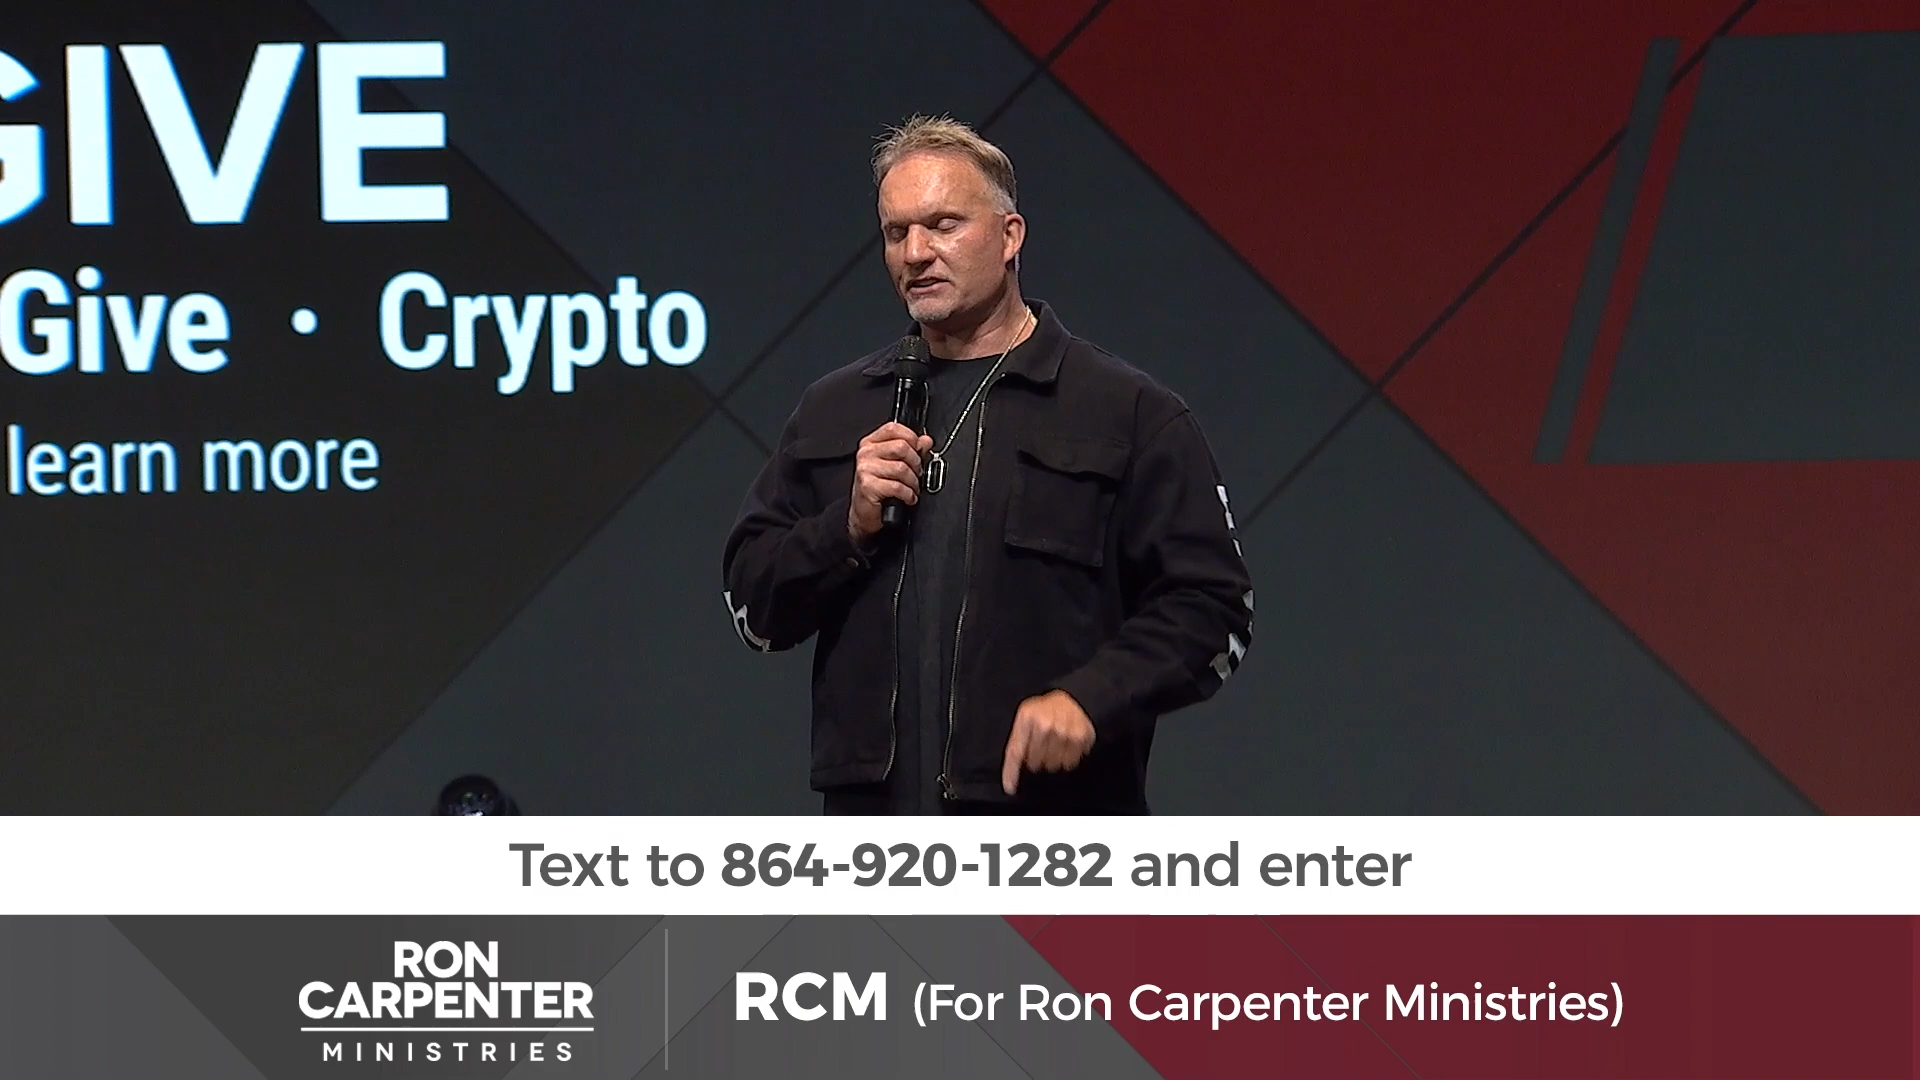 GIVE
Give · Crypto
learn more
Text to 864-920-1282 and enter
RON
CARPENTER
MINISTRIES
RCM (For Ron Carpenter Ministries)